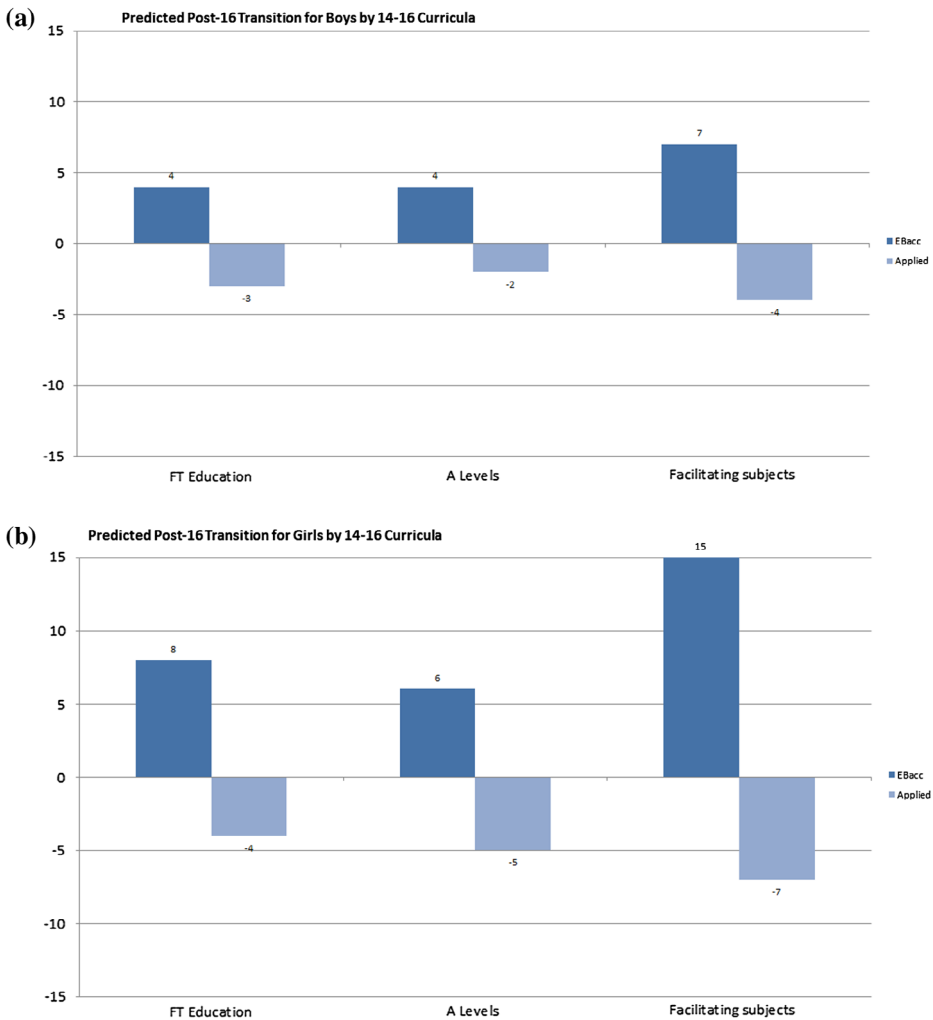 (a)
Predicted Post-16 Transition for Boys by 14-16 Curricula
15
10
7
5
4
4
0
EBacc
Applied
-3
-2
-4
-5
-10
-15
FT Education A Levels Facilitating subjects
(b)
Predicted Post-16 Transition for Girls by 14-16 Curricula
15
15
10
8
6
5
0
EBacc
Applied
-4
-5
-5
-7
-10
-15
FT Education A Levels Facilitating subjects